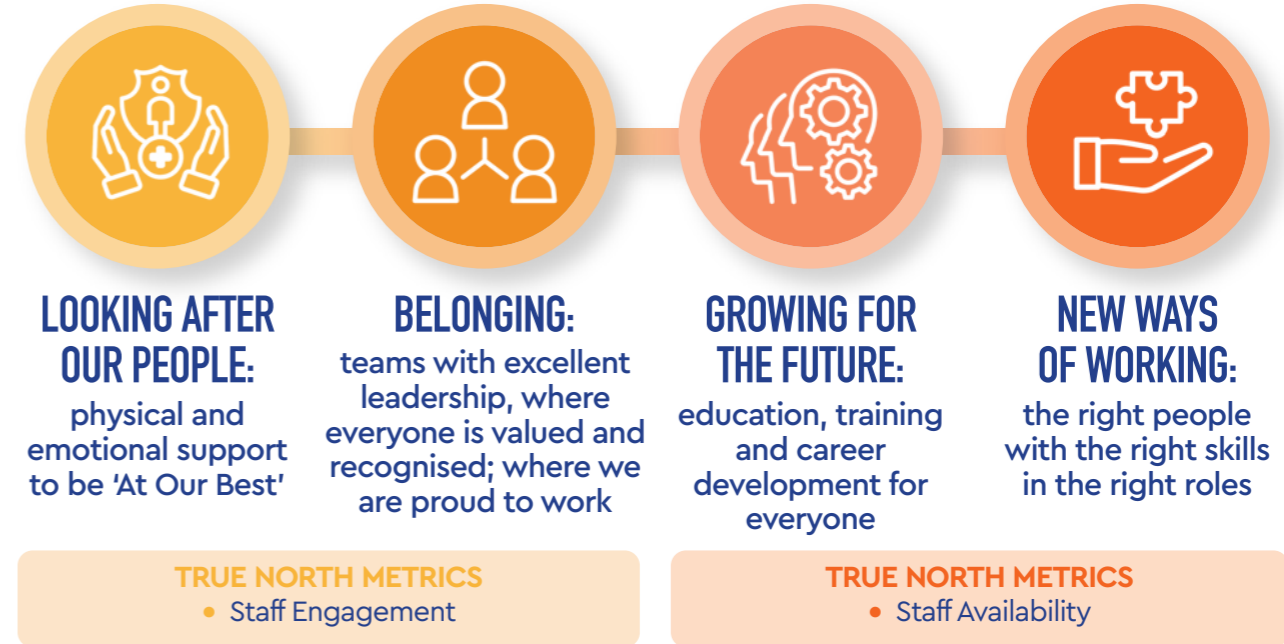 LOOKING AFTER
OUR PEOPLE:
physical and
emotional support
to be ‘At Our Best’
BELONGING:
teams with excellent
leadership, where
everyone is valued and
recognised; where we
are proud to work
GROWING FOR
THE FUTURE:
education, training
and career
development for
everyone
NEW WAYS
OF WORKING:
the right people
with the right skills
in the right roles
TRUE NORTH METRICS
• Staff Engagement
TRUE NORTH METRICS
• Staff Availability